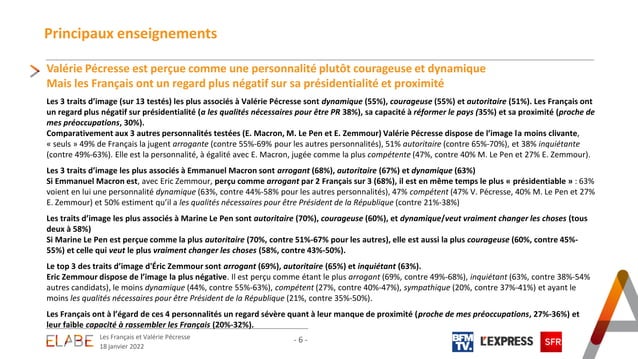 Principaux enseignements
Valérie Pécresse est perçue comme une personnalité plutôt courageuse et dynamique
Mais les Français ont un regard plus négatif sur sa présidentialité et proximité
Les 3 traits d'image (sur 13 testés) les plus associés à Valérie Pécresse sont dynamique (55%), courageuse (55%) et autoritaire (51%). Les Français ont
un regard plus négatif sur présidentialité (a les qualités nécessaires pour être PR 38%), sa capacité à réformer le pays (35%) et sa proximité (proche de
mes préoccupations, 30%).
Comparativement aux 3 autres personnalités testées (E. Macron, M. Le Pen et E. Zemmour) Valérie Pécresse dispose de l'image la moins clivante,
« seuls » 49% de Français la jugent arrogante (contre 55%-69% pour les autres personnalités), 51% autoritaire (contre 65%-70%), et 38% inquiétante
(contre 49%-63%). Elle est la personnalité, à égalité avec E. Macron, jugée comme la plus compétente (47%, contre 40% M. Le Pen et 27% E. Zemmour).
Les 3 traits d'image les plus associés à Emmanuel Macron sont arrogant (68%), autoritaire (67%) et dynamique (63%)
Si Emmanuel Macron est, avec Eric Zemmour, perçu comme arrogant par 2 Français sur 3 (68%), il est en même temps le plus « présidentiable » : 63%
voient en lui une personnalité dynamique (63%, contre 44%-58% pour les autres personnalités), 47% compétent (47% V. Pécresse, 40% M. Le Pen et 27%
E. Zemmour) et 50% estiment qu'il a les qualités nécessaires pour être Président de la République (contre 21%-38%)
Les traits d'image les plus associés à Marine Le Pen sont autoritaire (70%), courageuse (60%), et dynamique/veut vraiment changer les choses (tous
deux à 58%)
Si Marine Le Pen est perçue comme la plus autoritaire (70%, contre 51%-67% pour les autres), elle est aussi la plus courageuse (60%, contre 45%-
55%) et celle qui veut le plus vraiment changer les choses (58%, contre 43%-50%).
Le top 3 des traits d'image d'Éric Zemmour sont arrogant (69%), autoritaire (65%) et inquiétant (63%).
Eric Zemmour dispose de l'image la plus négative. Il est perçu comme étant le plus arrogant (69%, contre 49%-68%), inquiétant (63%, contre 38%-54%
autres candidats), le moins dynamique (44%, contre 55%-63%), compétent (27%, contre 40%-47%), sympathique (20%, contre 37%-41%) et ayant le
moins les qualités nécessaires pour être Président de la République (21%, contre 35%-50%).
Les Français ont à l'égard de ces 4 personnalités un regard sévère quant à leur manque de proximité (proche de mes préoccupations, 27%-36%) et
leur faible capacité à rassembler les Français (20%-32%).
ELABE
Les Français et Valérie Pécresse
18 janvier 2022
- 6 -
BFM
TV.
L'EXPRESS
SFR